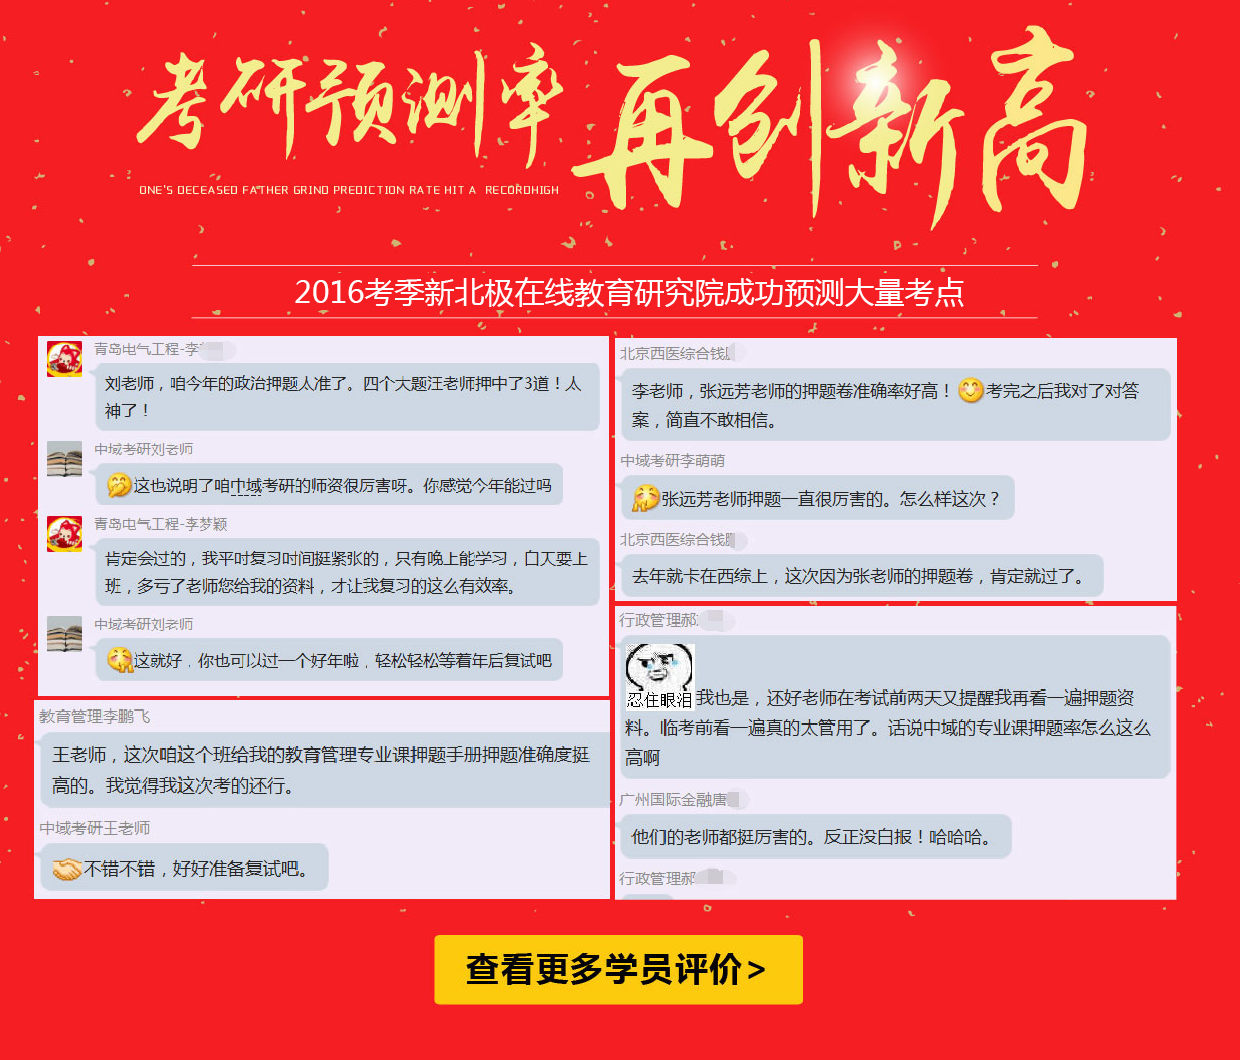 考研预测率 再创新高
ONE'S DECEASED FATHER GRIND PREDICTION RATE HIT A RECORDHIGH
2016考季新北极在线教育研究院成功预测大量考点
青岛电气工程-李
刘老师，咱今年的政治押题太准了。四个大题汪老师押中了3道！太
神了！
中域考研刘老师
这也说明了咱中域考研的师资很厉害呀。你感觉今年能过吗
青岛电气工程-李梦颖
肯定会过的，我平时复习时间挺紧张的，只有晚上能学习，白天要上
班，多亏了老师您给我的资料，才让我复习的这么有效率。
中域考研刘老师
这就好，你也可以过一个好年啦，轻松轻松等着年后复试吧
教育管理李鹏飞
王老师，这次咱这个班给我的教育管理专业课押题手册押题准确度挺
高的。我觉得我这次考的还行。
中域考研王老师
不错不错，好好准备复试吧。
北京西医综合钱
李老师，张远芳老师的押题卷准确率好高！考完之后我对了对答
案，简直不敢相信。
中域考研李萌萌
张远芳老师押题一直很厉害的。怎么样这次？
北京西医综合钱
去年就卡在西综上，这次因为张老师的押题卷，肯定就过了。
行政管理郝
忍住眼泪
我也是，还好老师在考试前两天又提醒我再看一遍押题资
料。临考前看一遍真的太管用了。话说中域的专业课押题率怎么这么
高啊
广州国际金融唐
他们的老师都挺厉害的。反正没白报！哈哈哈。
行政管理郝
查看更多学员评价>